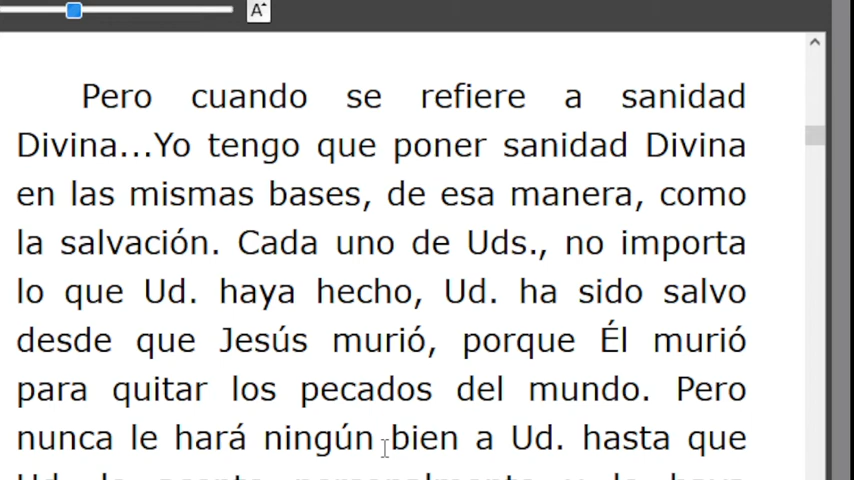 A
Pero cuando se refiere a sanidad
Divina...Yo tengo que poner sanidad Divina
en las mismas bases, de esa manera, como
la salvación. Cada uno de Uds., no importa
lo que Ud. haya hecho, Ud. ha sido salvo
desde que Jesús murió, porque Él murió
para quitar los pecados del mundo. Pero
nunca le hará ningún bien a Ud. hasta que